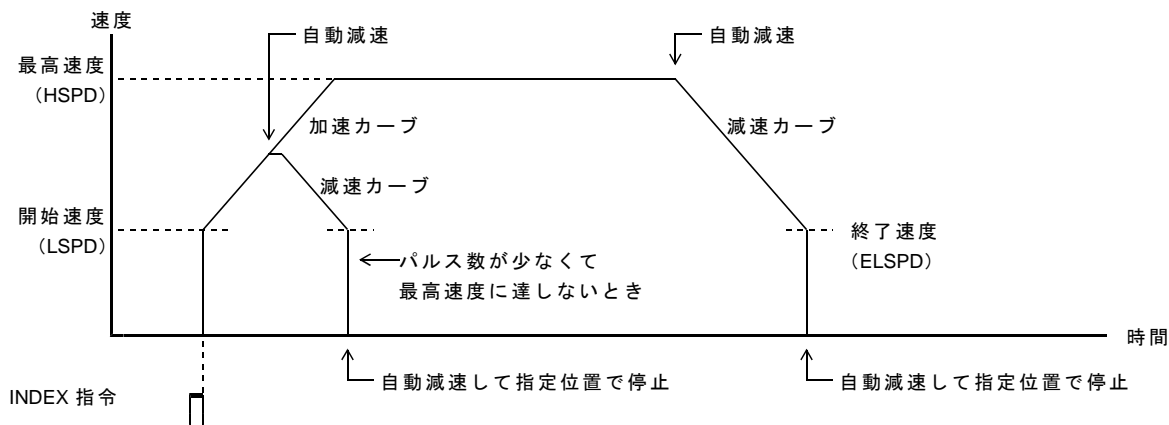 速度
自動減速
自動減速
最高速度
（HSPD）
加速カーブ
減速カーブ
減速カーブ
開始速度
（LSPD）
終了速度
（ELSPD）
パルス数が少なくて
最高速度に達しないとき
時間
自動減速して指定位置で停止
自動減速して指定位置で停止
INDEX 指令